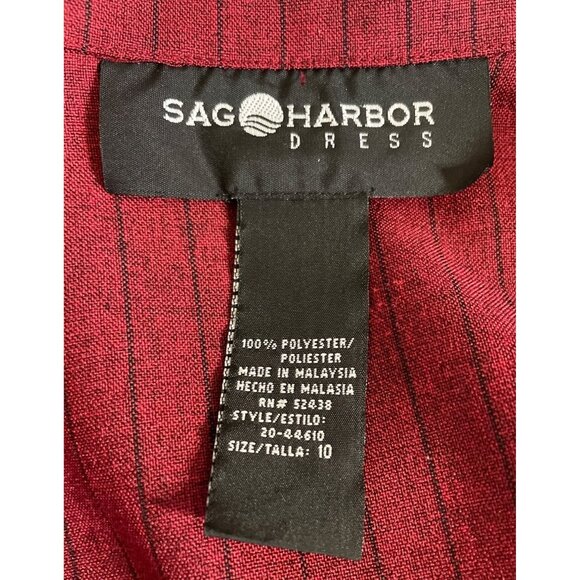 SAG HARBOR
DRESS
100% POLYESTER/
POLIESTER
MADE IN MALAYSIA
HECHO EN MALASIA
RN# 52438
STYLE/ESTILO:
20-44610
SIZE/TALLA: 10